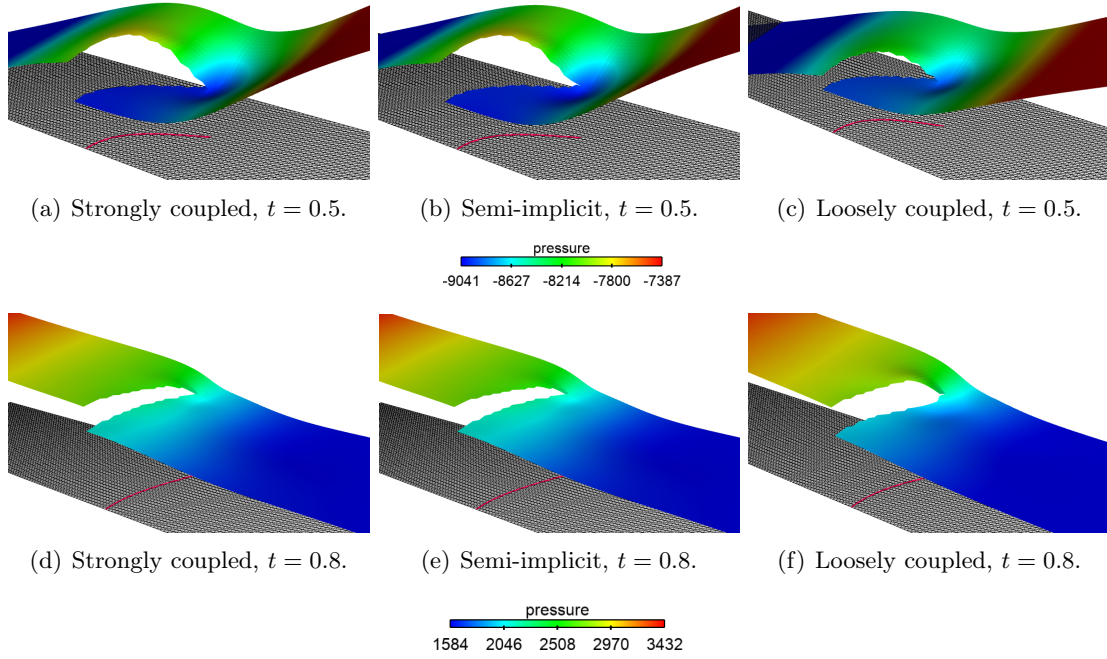 (a) Strongly coupled, t = 0.5.
(b) Semi-implicit, t = 0.5.
(c) Loosely coupled, t = 0.5.
pressure
-9041 -8627 -8214 -7800 -7387
(d) Strongly coupled, t = 0.8.
(e) Semi-implicit, t = 0.8.
(f) Loosely coupled, t = 0.8.
pressure
1584 2046 2508 2970 3432